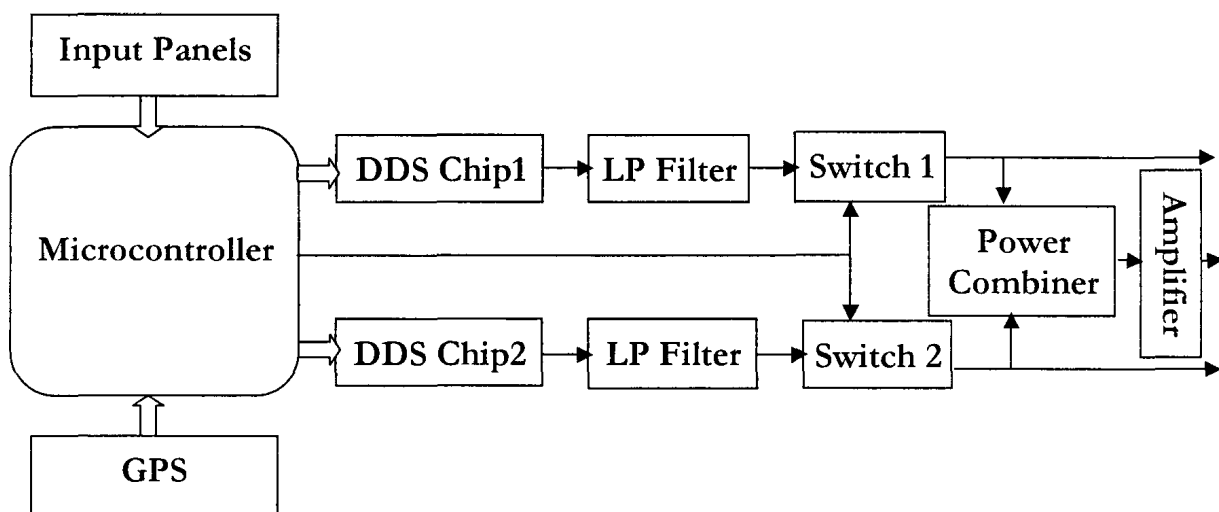 Input Panels
DDS Chip1
LP Filter
Switch 1
Microcontroller
Power
Combiner
Amplifier
DDS Chip2
LP Filter
Switch 2
GPS